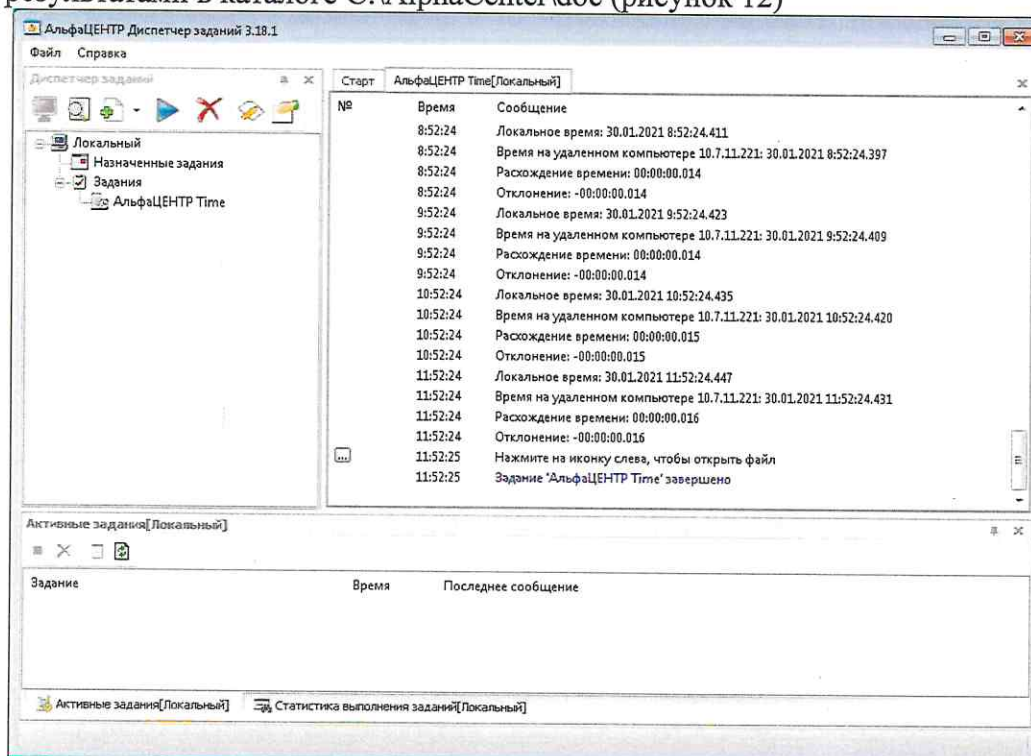 результатами в каталоге C:\AlphaCenter\doc (рисунок 12)
АльфаЦЕНТР Диспетчер заданий 3.18.1
Файл Справка
Диспетчер заданий
Локальный
Назначенные задания
Задания
АльфаЦЕНТР Time
Старт АльфаЦЕНТР Time[Локальный]
№ Время Сообщение
8:52:24 Локальное время: 30.01.2021 8:52:24.411
8:52:24 Время на удаленном компьютере 10.7.11.221: 30.01.2021 8:52:24.397
8:52:24 Расхождение времени: 00:00:00.014
8:52:24 Отклонение: -00:00:00.014
9:52:24 Локальное время: 30.01.2021 9:52:24.423
9:52:24 Время на удаленном компьютере 10.7.11.221: 30.01.2021 9:52:24.409
9:52:24 Расхождение времени: 00:00:00.014
9:52:24 Отклонение: -00:00:00.014
10:52:24 Локальное время: 30.01.2021 10:52:24.435
10:52:24 Время на удаленном компьютере 10.7.11.221: 30.01.2021 10:52:24.420
10:52:24 Расхождение времени: 00:00:00.015
10:52:24 Отклонение: -00:00:00.015
11:52:24 Локальное время: 30.01.2021 11:52:24.447
11:52:24 Время на удаленном компьютере 10.7.11.221: 30.01.2021 11:52:24.431
11:52:24 Расхождение времени: 00:00:00.016
11:52:24 Отклонение: -00:00:00.016
11:52:25 Нажмите на иконку слева, чтобы открыть файл
11:52:25 Задание 'АльфаЦЕНТР Time' завершено
Активные задания[Локальный]
Задание Время Последнее сообщение
Активные задания[Локальный] Статистика выполнения заданий[Локальный]